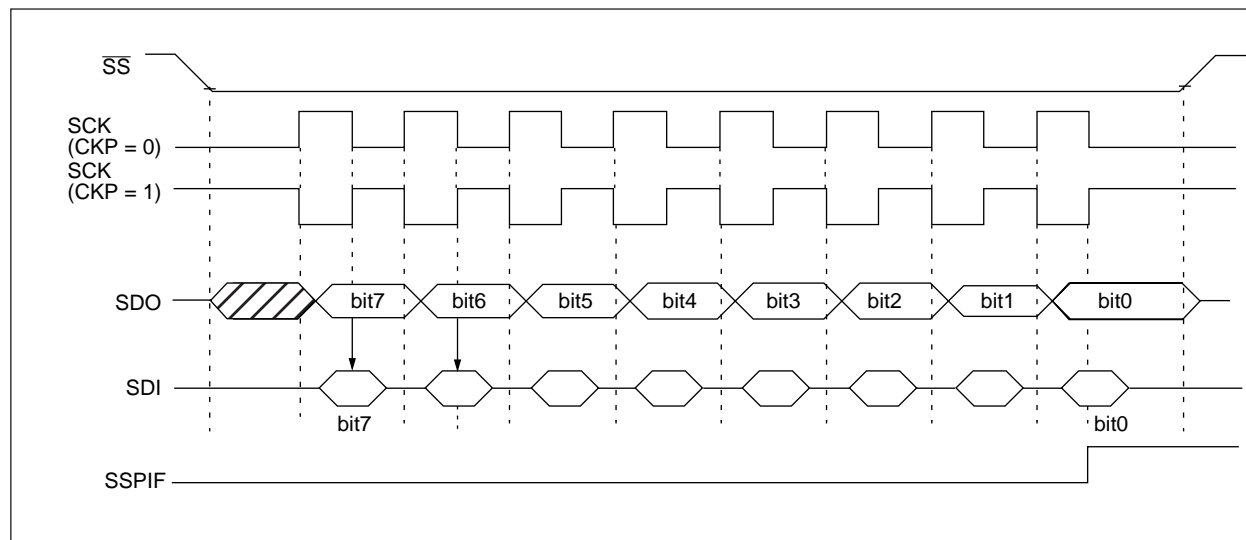 SS
SCK
(CKP = 0)
SCK
(CKP = 1)
SDO bit7 bit6 bit5 bit4 bit3 bit2 bit1 bit0
SDI
bit7 bit0
SSPIF